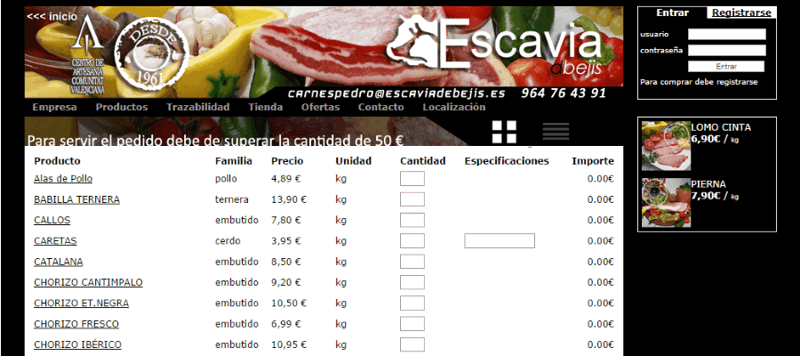 <<< inicio
CENTRO DE
ARTESANIA
COMUNITAT
VALENCIANA
DESDE
1961
Escavia
d bejis
carnespedro@escaviadebejis.es 964 76 43 91
Empresa Productos Trazabilidad Tienda Ofertas Contacto Localización
Para servir el pedido debe de superar la cantidad de 50 €
Producto Familia Precio Unidad Cantidad Especificaciones Importe
Alas de Pollo pollo 4,89 € kg 0.00€
BABILLA TERNERA ternera 13,90 € kg 0.00€
CALLOS embutido 7,80 € kg 0.00€
CARETAS cerdo 3,95 € kg 0.00€
CATALANA embutido 8,50 € kg 0.00€
CHORIZO CANTIMPALO embutido 9,20 € kg 0.00€
CHORIZO ET.NEGRA embutido 10,50 € kg 0.00€
CHORIZO FRESCO embutido 6,99 € kg 0.00€
CHORIZO IBÉRICO embutido 10,95 € kg 0.00€
Entrar Registrarse
usuario
contraseña
Entrar
Para comprar debe registrarse
LOMO CINTA
6,90€ / kg
PIERNA
7,90€ / kg